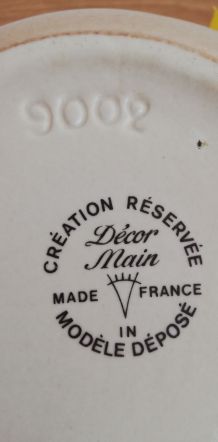 9002
CRÉATION RÉSERVÉE
Décor
Main
MADE FRANCE
IN
MODÈLE DÉPOSÉ